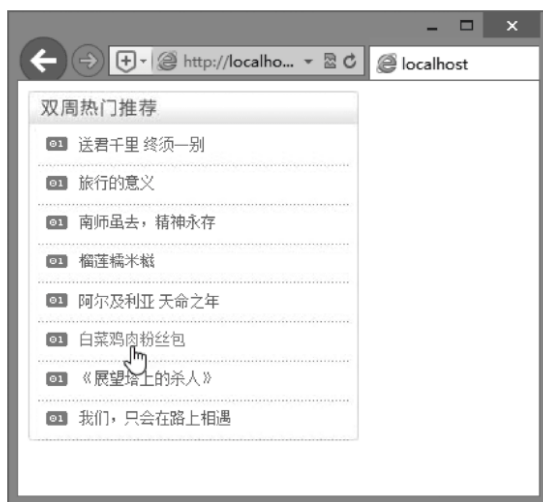 http://localho...
localhost
双周热门推荐
01 送君千里 终须一别
01 旅行的意义
01 南师虽去，精神永存
01 榴莲糯米糍
01 阿尔及利亚 天命之年
01 白菜鸡肉粉丝包
01 《展望塔上的杀人》
01 我们，只会在路上相遇